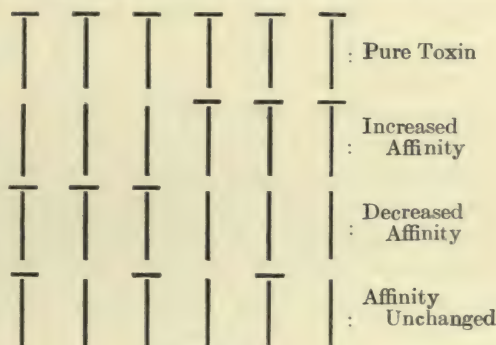 : Pure Toxin
Increased
: Affinity
Decreased
: Affinity
Affinity
: Unchanged